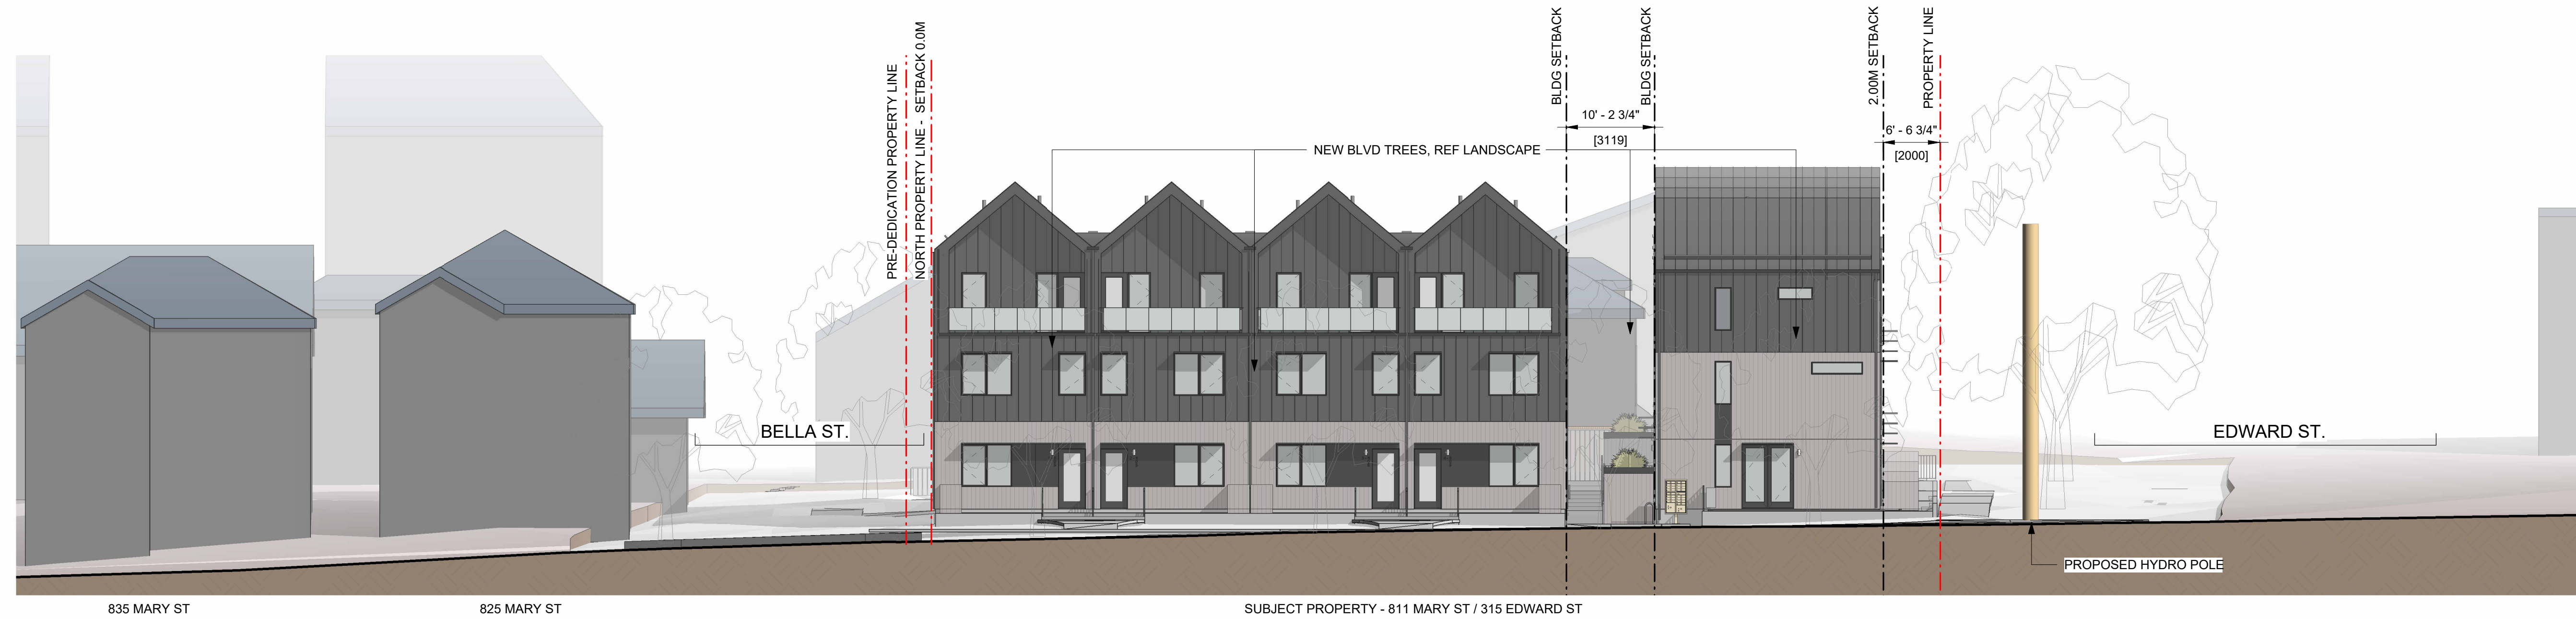 PRE-DEDICATION PROPERTY LINE
NORTH PROPERTY LINE - SETBACK 0.0M
BLDG SETBACK
BLDG SETBACK
2.00M SETBACK
PROPERTY LINE
10' - 2 3/4"
[3119]
6' - 6 3/4"
[2000]
NEW BLVD TREES, REF LANDSCAPE
BELLA ST.
EDWARD ST.
PROPOSED HYDRO POLE
835 MARY ST
825 MARY ST
SUBJECT PROPERTY - 811 MARY ST / 315 EDWARD ST